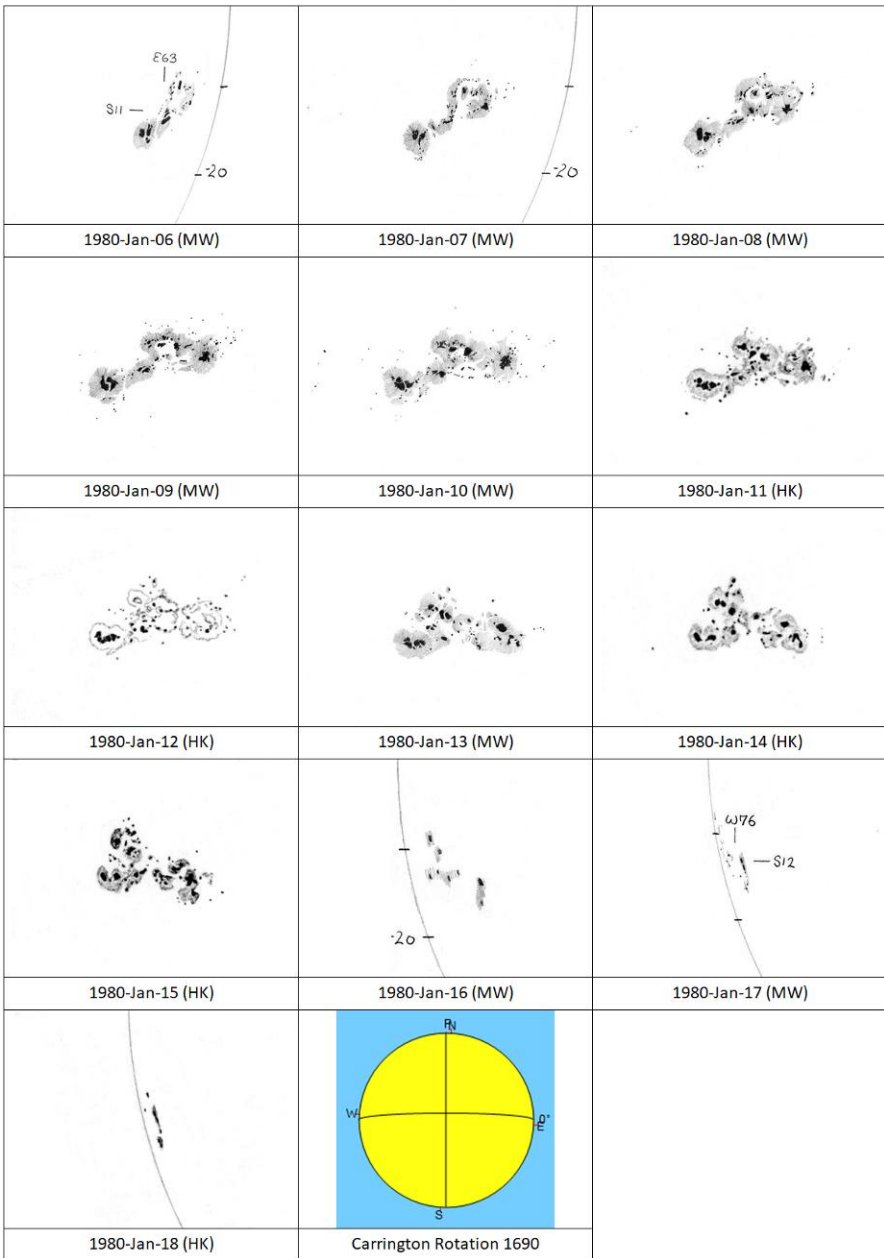 E63
S11
-20
-20
1980-Jan-06 (MW)
1980-Jan-07 (MW)
1980-Jan-08 (MW)
1980-Jan-09 (MW)
1980-Jan-10 (MW)
1980-Jan-11 (HK)
1980-Jan-12 (HK)
1980-Jan-13 (MW)
1980-Jan-14 (HK)
W76
S12
-20
1980-Jan-15 (HK)
1980-Jan-16 (MW)
1980-Jan-17 (MW)
N
W
0°
E
S
1980-Jan-18 (HK)
Carrington Rotation 1690